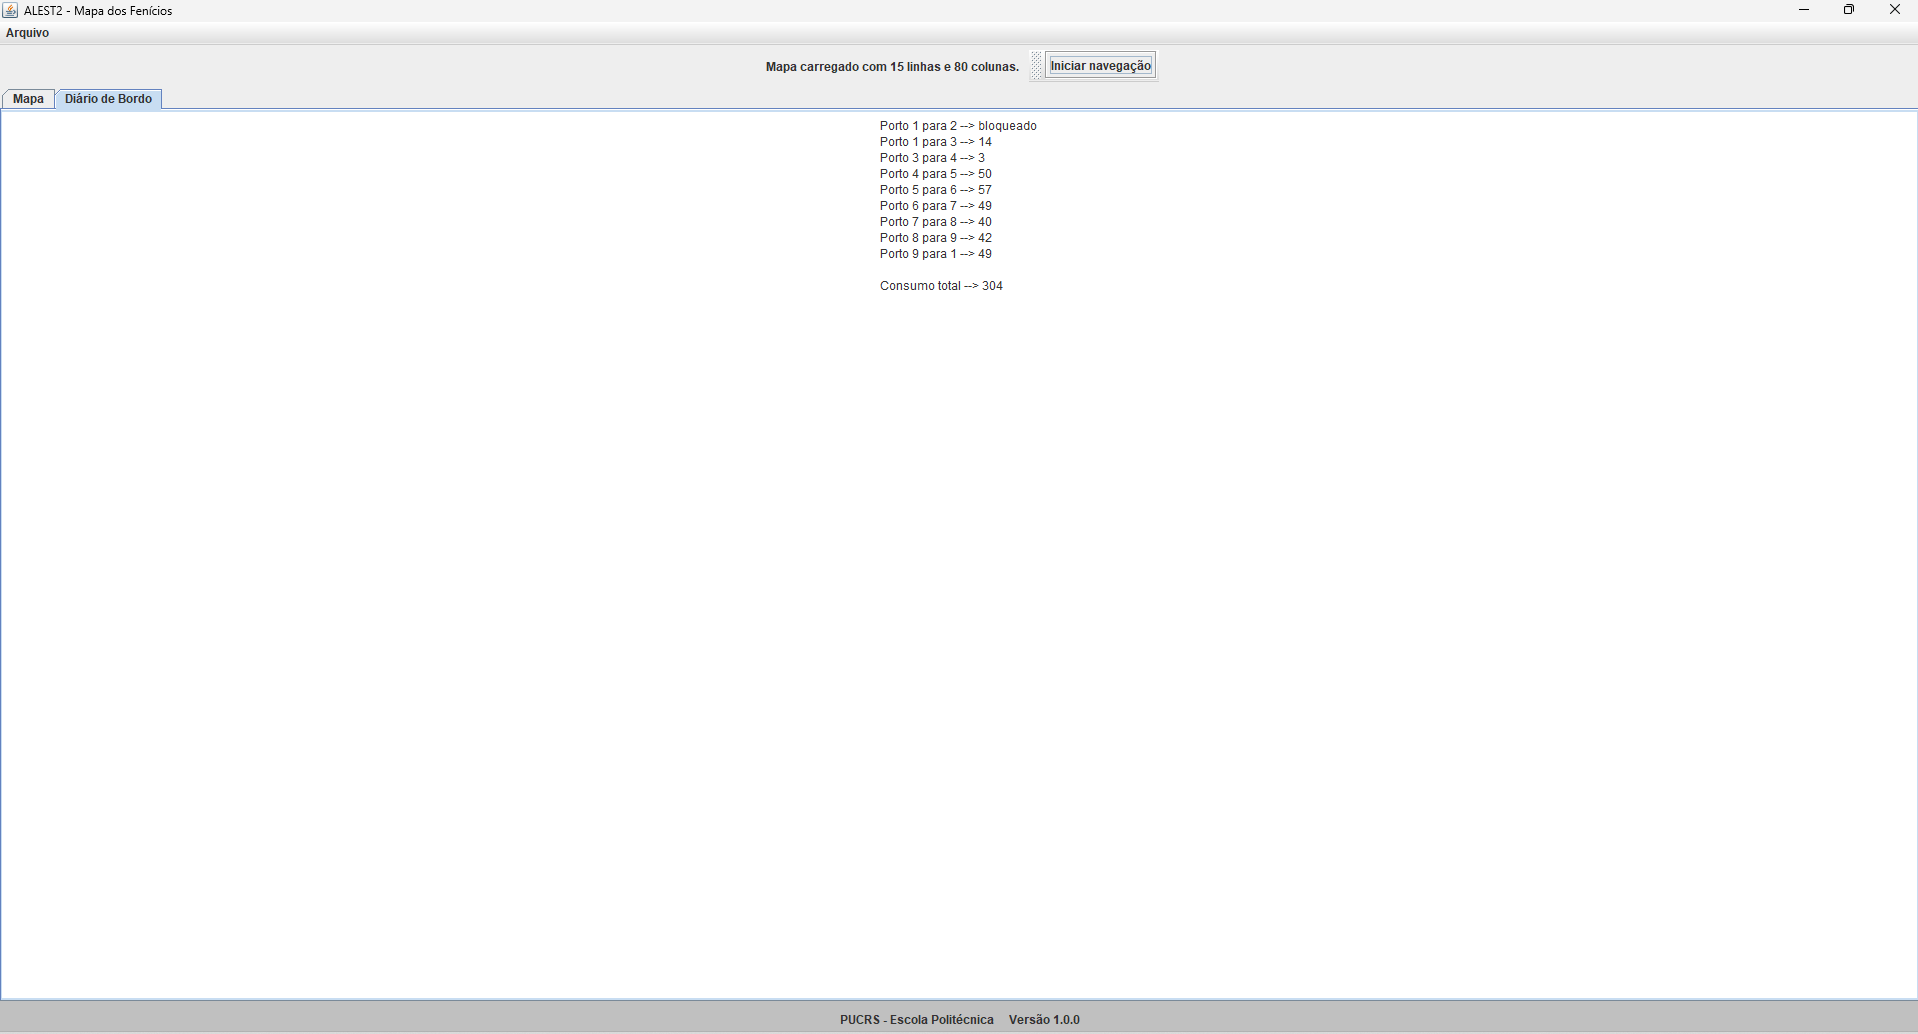 ALEST2 - Mapa dos Fenícios
Arquivo
Mapa carregado com 15 linhas e 80 colunas. Iniciar navegação
Mapa Diário de Bordo
Porto 1 para 2 --> bloqueado
Porto 1 para 3 --> 14
Porto 3 para 4 --> 3
Porto 4 para 5 --> 50
Porto 5 para 6 --> 57
Porto 6 para 7 --> 49
Porto 7 para 8 --> 40
Porto 8 para 9 --> 42
Porto 9 para 1 --> 49
Consumo total --> 304
PUCRS - Escola Politécnica Versão 1.0.0